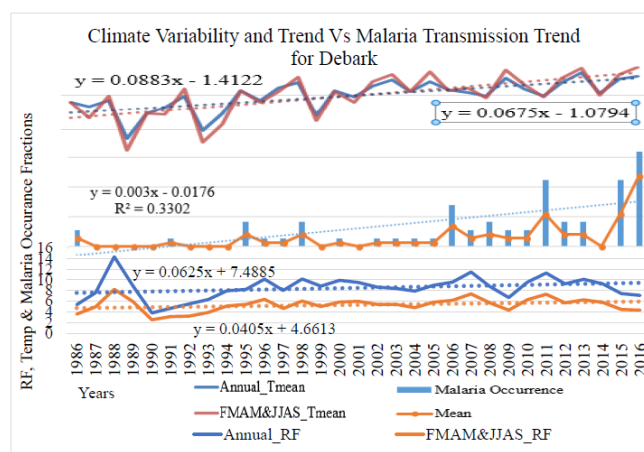 Climate Variability and Trend Vs Malaria Transmission Trend
for Debark
y = 0.0883x - 1.4122
y = 0.0675x - 1.0794
y = 0.003x - 0.0176
R² = 0.3302
y = 0.0625x + 7.4885
y = 0.0405x + 4.6613
RF, Temp & Malaria Occurance Fractions
16
14
12
10
8
6
4
2
0
1986
1987
1988
1989
1990
1991
1992
1993
1994
1995
1996
1997
1998
1999
2000
2001
2002
2003
2004
2005
2006
2007
2008
2009
2010
2011
2012
2013
2014
2015
2016
Years
Annual_Tmean
Malaria Occurrence
FMAM&JJAS_Tmean
Mean
Annual_RF
FMAM&JJAS_RF